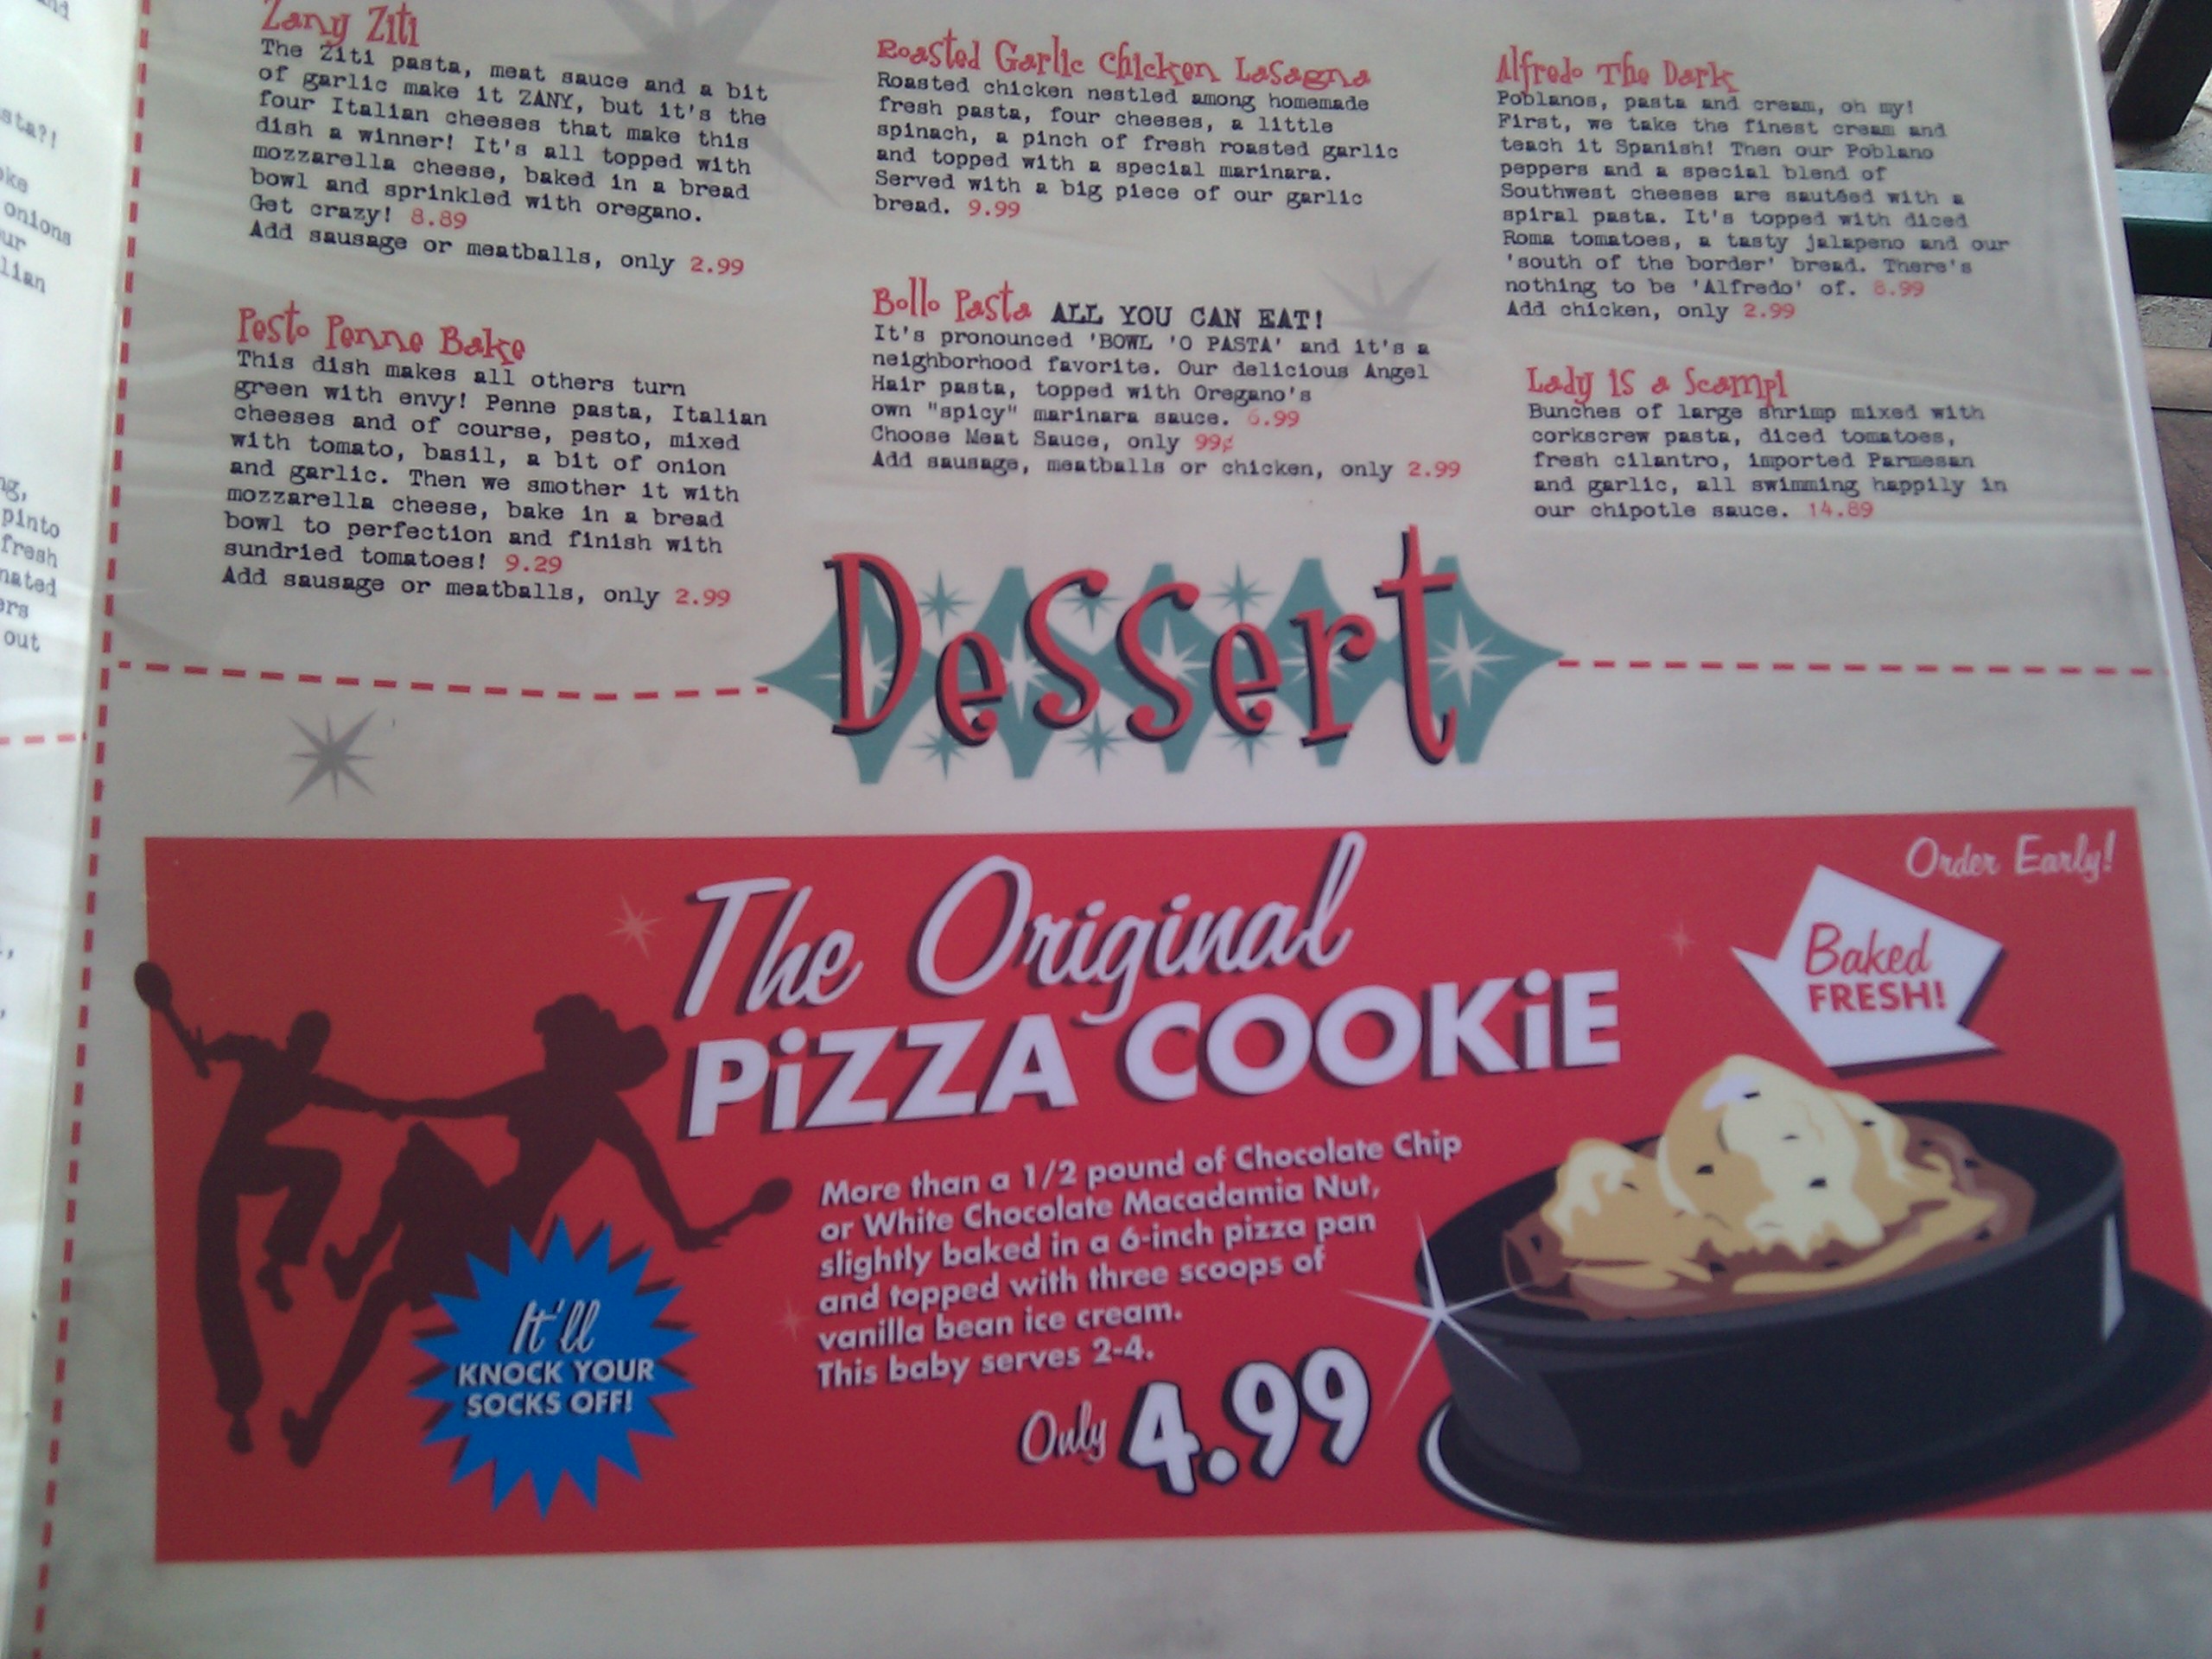 Zany Ziti
The Ziti pasta, meat sauce and a bit
of garlic make it ZANY, but it's the
four Italian cheeses that make this
dish a winner! It's all topped with
mozzarella cheese, baked in a bread
bowl and sprinkled with oregano.
Get crazy! 8.89
Add sausage or meatballs, only 2.99
Pesto Penne Bake
This dish makes all others turn
green with envy! Penne pasta, Italian
cheeses and of course, pesto, mixed
with tomato, basil, a bit of onion
and garlic. Then we smother it with
mozzarella cheese, bake in a bread
bowl to perfection and finish with
sundried tomatoes! 9.29
Add sausage or meatballs, only 2.99
Roasted Garlic Chicken Lasagna
Roasted chicken nestled among homemade
fresh pasta, four cheeses, a little
spinach, a pinch of fresh roasted garlic
and topped with a special marinara.
Served with a big piece of our garlic
bread. 9.99
Bollo Pasta ALL YOU CAN EAT!
It's pronounced 'BOWL 'O PASTA' and it's a
neighborhood favorite. Our delicious Angel
Hair pasta, topped with Oregano's
own "spicy" marinara sauce. 6.99
Choose Meat Sauce, only 99¢
Add sausage, meatballs or chicken, only 2.99
Alfredo The Dark
Poblanos, pasta and cream, oh my!
First, we take the finest cream and
teach it Spanish! Then our Poblano
peppers and a special blend of
Southwest cheeses are sautéed with a
spiral pasta. It's topped with diced
Roma tomatoes, a tasty jalapeno and our
'south of the border' bread. There's
nothing to be 'Alfredo' of. 8.99
Add chicken, only 2.99
Lady is a Scampi
Bunches of large shrimp mixed with
corkscrew pasta, diced tomatoes,
fresh cilantro, imported Parmesan
and garlic, all swimming happily in
our chipotle sauce. 14.89
onions
pinto
fresh
out
Dessert
Order Early!
The Original
PiZZA COOKiE
Baked
FRESH!
More than a 1/2 pound of Chocolate Chip
or White Chocolate Macadamia Nut,
slightly baked in a 6-inch pizza pan
and topped with three scoops of
vanilla bean ice cream.
This baby serves 2-4.
Only 4.99
It'll
KNOCK YOUR
SOCKS OFF!